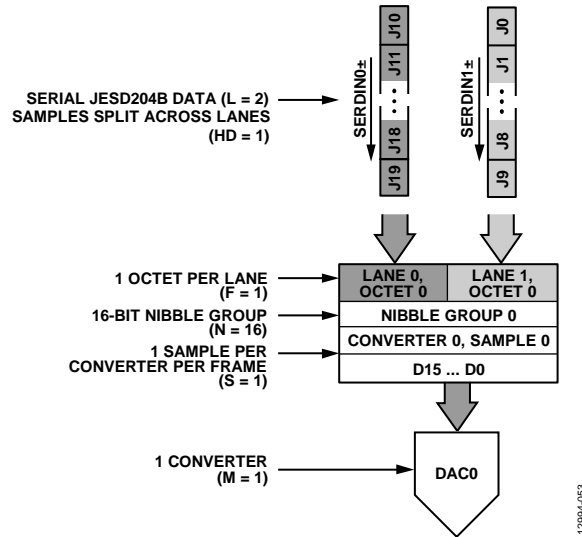 J10
J11
...
J18
J19
SERDIN0±
J0
J1
...
J8
J9
SERDIN1±
SERIAL JESD204B DATA (L = 2)
SAMPLES SPLIT ACROSS LANES
(HD = 1)
1 OCTET PER LANE
(F = 1)
LANE 0,
OCTET 0
LANE 1,
OCTET 0
16-BIT NIBBLE GROUP
(N = 16)
NIBBLE GROUP 0
1 SAMPLE PER
CONVERTER PER FRAME
(S = 1)
CONVERTER 0, SAMPLE 0
D15 ... D0
1 CONVERTER
(M = 1)
DAC0
12994-053